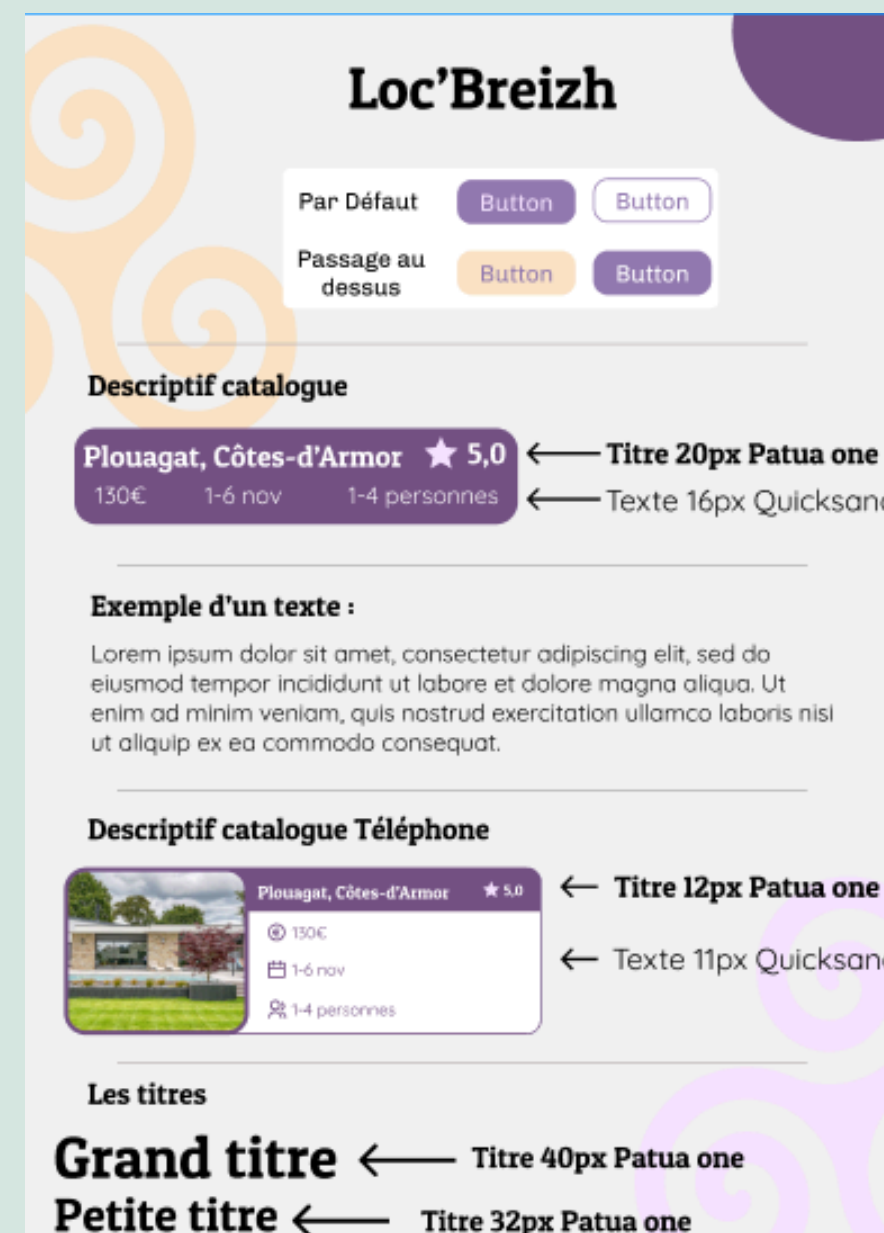 Loc’Breizh
Par Défaut Button Button
Passage au
dessus Button Button
Descriptif catalogue
Plouagat, Côtes-d’Armor 5,0 Titre 20px Patua one
130€ 1-6 nov 1-4 personnes Texte 16px
Exemple d’un texte :
Lorem ipsum dolor sit amet, consectetur adipiscing elit, sed do
eiusmod tempor incididunt ut labore et dolore magna aliqua. Ut
enim ad minim veniam, quis nostrud exercitation ullamco laboris nisi
ut aliquip ex ea commodo consequat.
Descriptif catalogue Téléphone
Plouagat, Côtes-d’Armor 5,0 Titre 12px Patua one
130€
1-6 nov Texte 11px
1-4 personnes
Les titres
Grand titre Titre 40px Patua one
Petite titre Titre 32px Patua one